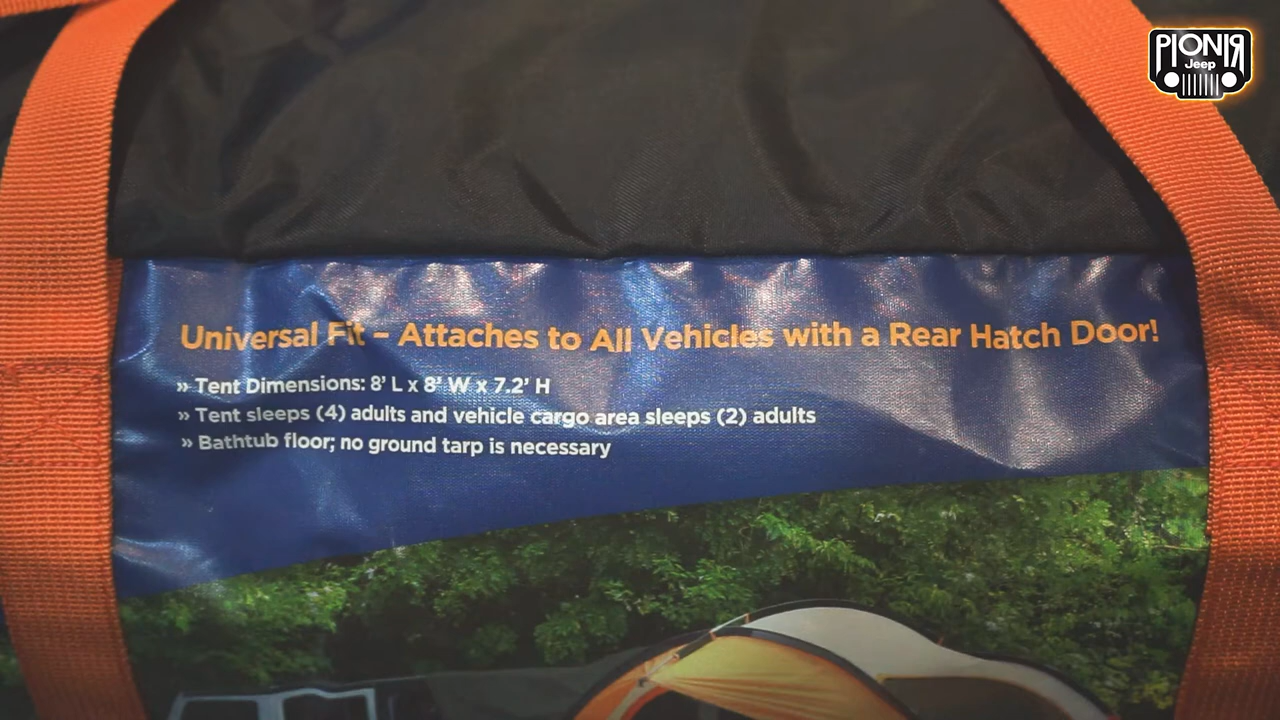 PIONIR
Jeep
Universal Fit – Attaches to All Vehicles with a Rear Hatch Door!
» Tent Dimensions: 8' L x 8' W x 7.2' H
» Tent sleeps (4) adults and vehicle cargo area sleeps (2) adults
» Bathtub floor; no ground tarp is necessary